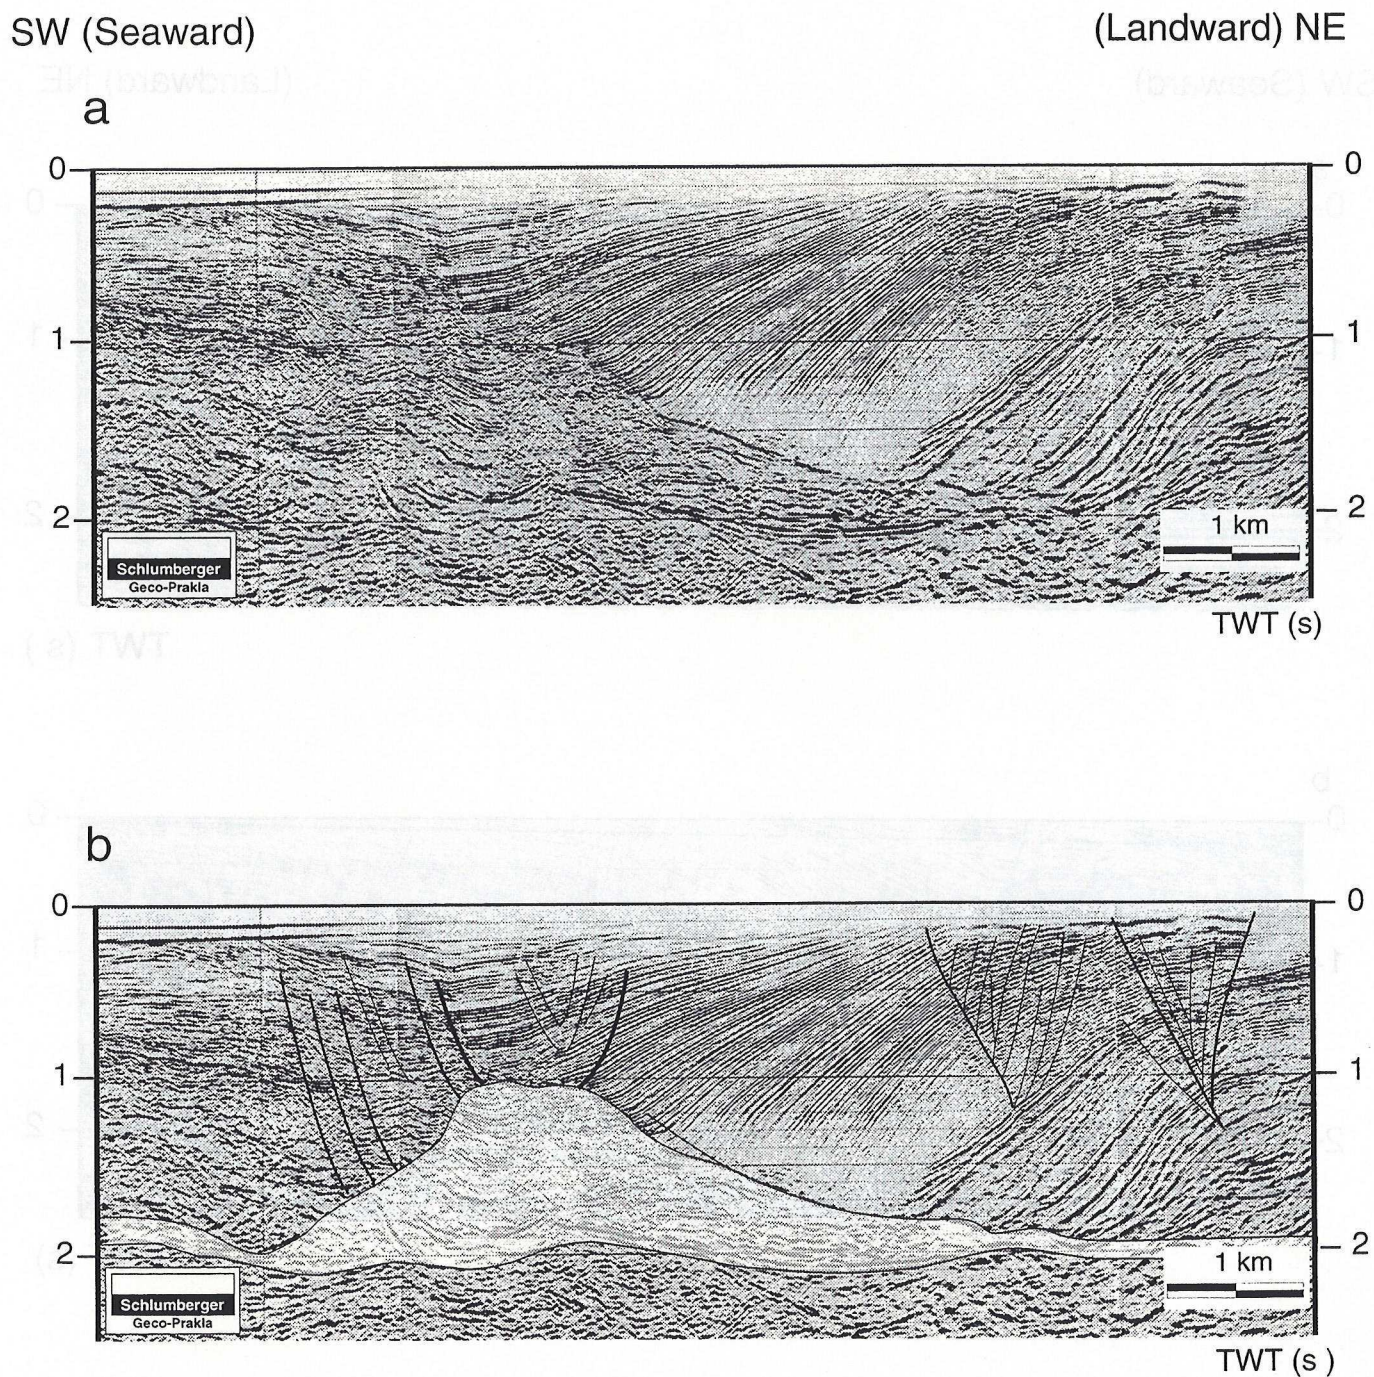 SW (Seaward)
(Landward) NE
a
0
0
1
1
2
2
1 km
Schlumberger
Geco-Prakla
TWT (s)
b
0
0
1
1
2
2
1 km
Schlumberger
Geco-Prakla
TWT (s )